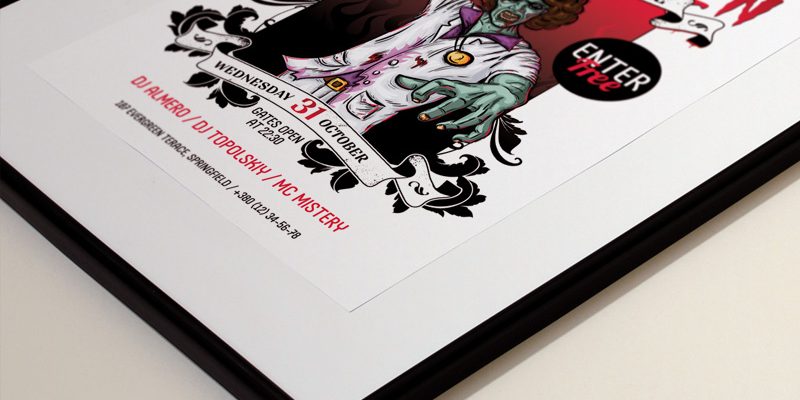 ENTER
free
WEDNESDAY 31 OCTOBER
GATES OPEN
AT 22:30
DJ ALMERO / DJ TOPOLSKIY / MC MISTERY
187 EVERGREEN TERACE, SPRINGFIELD / +380 (12) 34-56-78